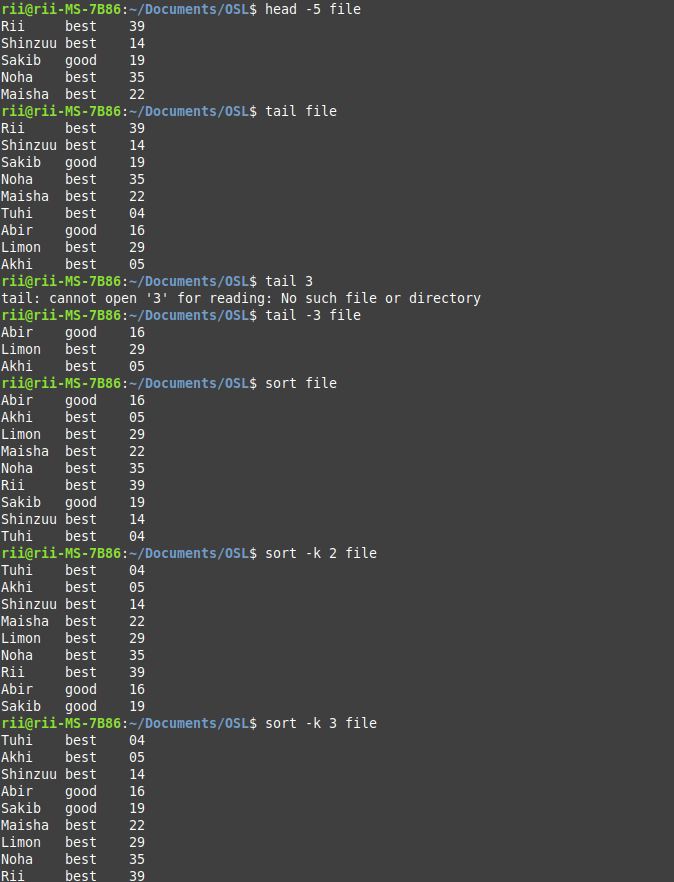 rii@rii-MS-7B86:~/Documents/OSL$ head -5 file
Rii     best    39
Shinzuu best    14
Sakib   good    19
Noha    best    35
Maisha  best    22
rii@rii-MS-7B86:~/Documents/OSL$ tail file
Rii     best    39
Shinzuu best    14
Sakib   good    19
Noha    best    35
Maisha  best    22
Tuhi    best    04
Abir    good    16
Limon   best    29
Akhi    best    05
rii@rii-MS-7B86:~/Documents/OSL$ tail 3
tail: cannot open '3' for reading: No such file or directory
rii@rii-MS-7B86:~/Documents/OSL$ tail -3 file
Abir    good    16
Limon   best    29
Akhi    best    05
rii@rii-MS-7B86:~/Documents/OSL$ sort file
Abir    good    16
Akhi    best    05
Limon   best    29
Maisha  best    22
Noha    best    35
Rii     best    39
Sakib   good    19
Shinzuu best    14
Tuhi    best    04
rii@rii-MS-7B86:~/Documents/OSL$ sort -k 2 file
Tuhi    best    04
Akhi    best    05
Shinzuu best    14
Maisha  best    22
Limon   best    29
Noha    best    35
Rii     best    39
Abir    good    16
Sakib   good    19
rii@rii-MS-7B86:~/Documents/OSL$ sort -k 3 file
Tuhi    best    04
Akhi    best    05
Shinzuu best    14
Abir    good    16
Sakib   good    19
Maisha  best    22
Limon   best    29
Noha    best    35
Rii     best    39